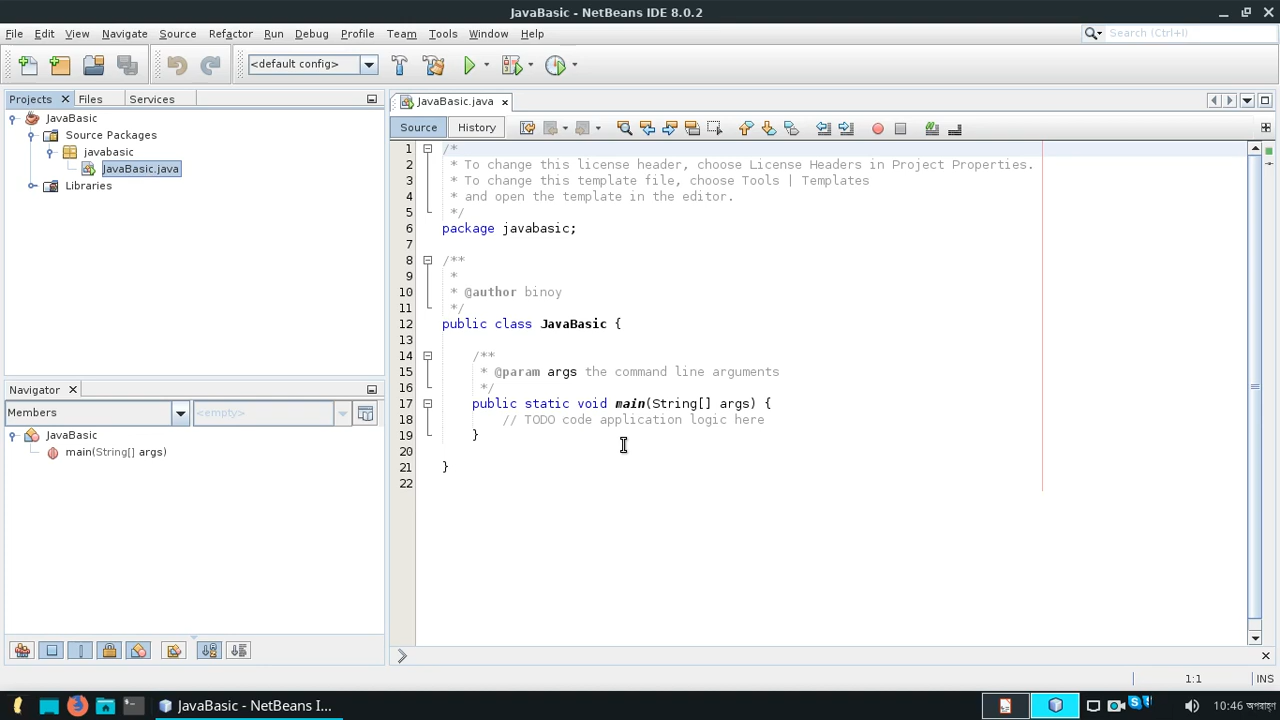 JavaBasic - NetBeans IDE 8.0.2
File Edit View Navigate Source Refactor Run Debug Profile Team Tools Window Help
Search (Ctrl+I)
<default config>
Projects Files Services
JavaBasic
Source Packages
javabasic
JavaBasic.java
Libraries
Navigator
Members
<empty>
JavaBasic
main(String[] args)
JavaBasic.java
Source History
1 /*
2 * To change this license header, choose License Headers in Project Properties.
3 * To change this template file, choose Tools | Templates
4 * and open the template in the editor.
5 */
6 package javabasic;
7
8 /**
9 *
10 * @author binoy
11 */
12 public class JavaBasic {
13
14 /**
15 * @param args the command line arguments
16 */
17 public static void main(String[] args) {
18 // TODO code application logic here
19 }
20
21 }
22
1:1 INS
JavaBasic - NetBeans I...
10:46 অপরাহ্ণ